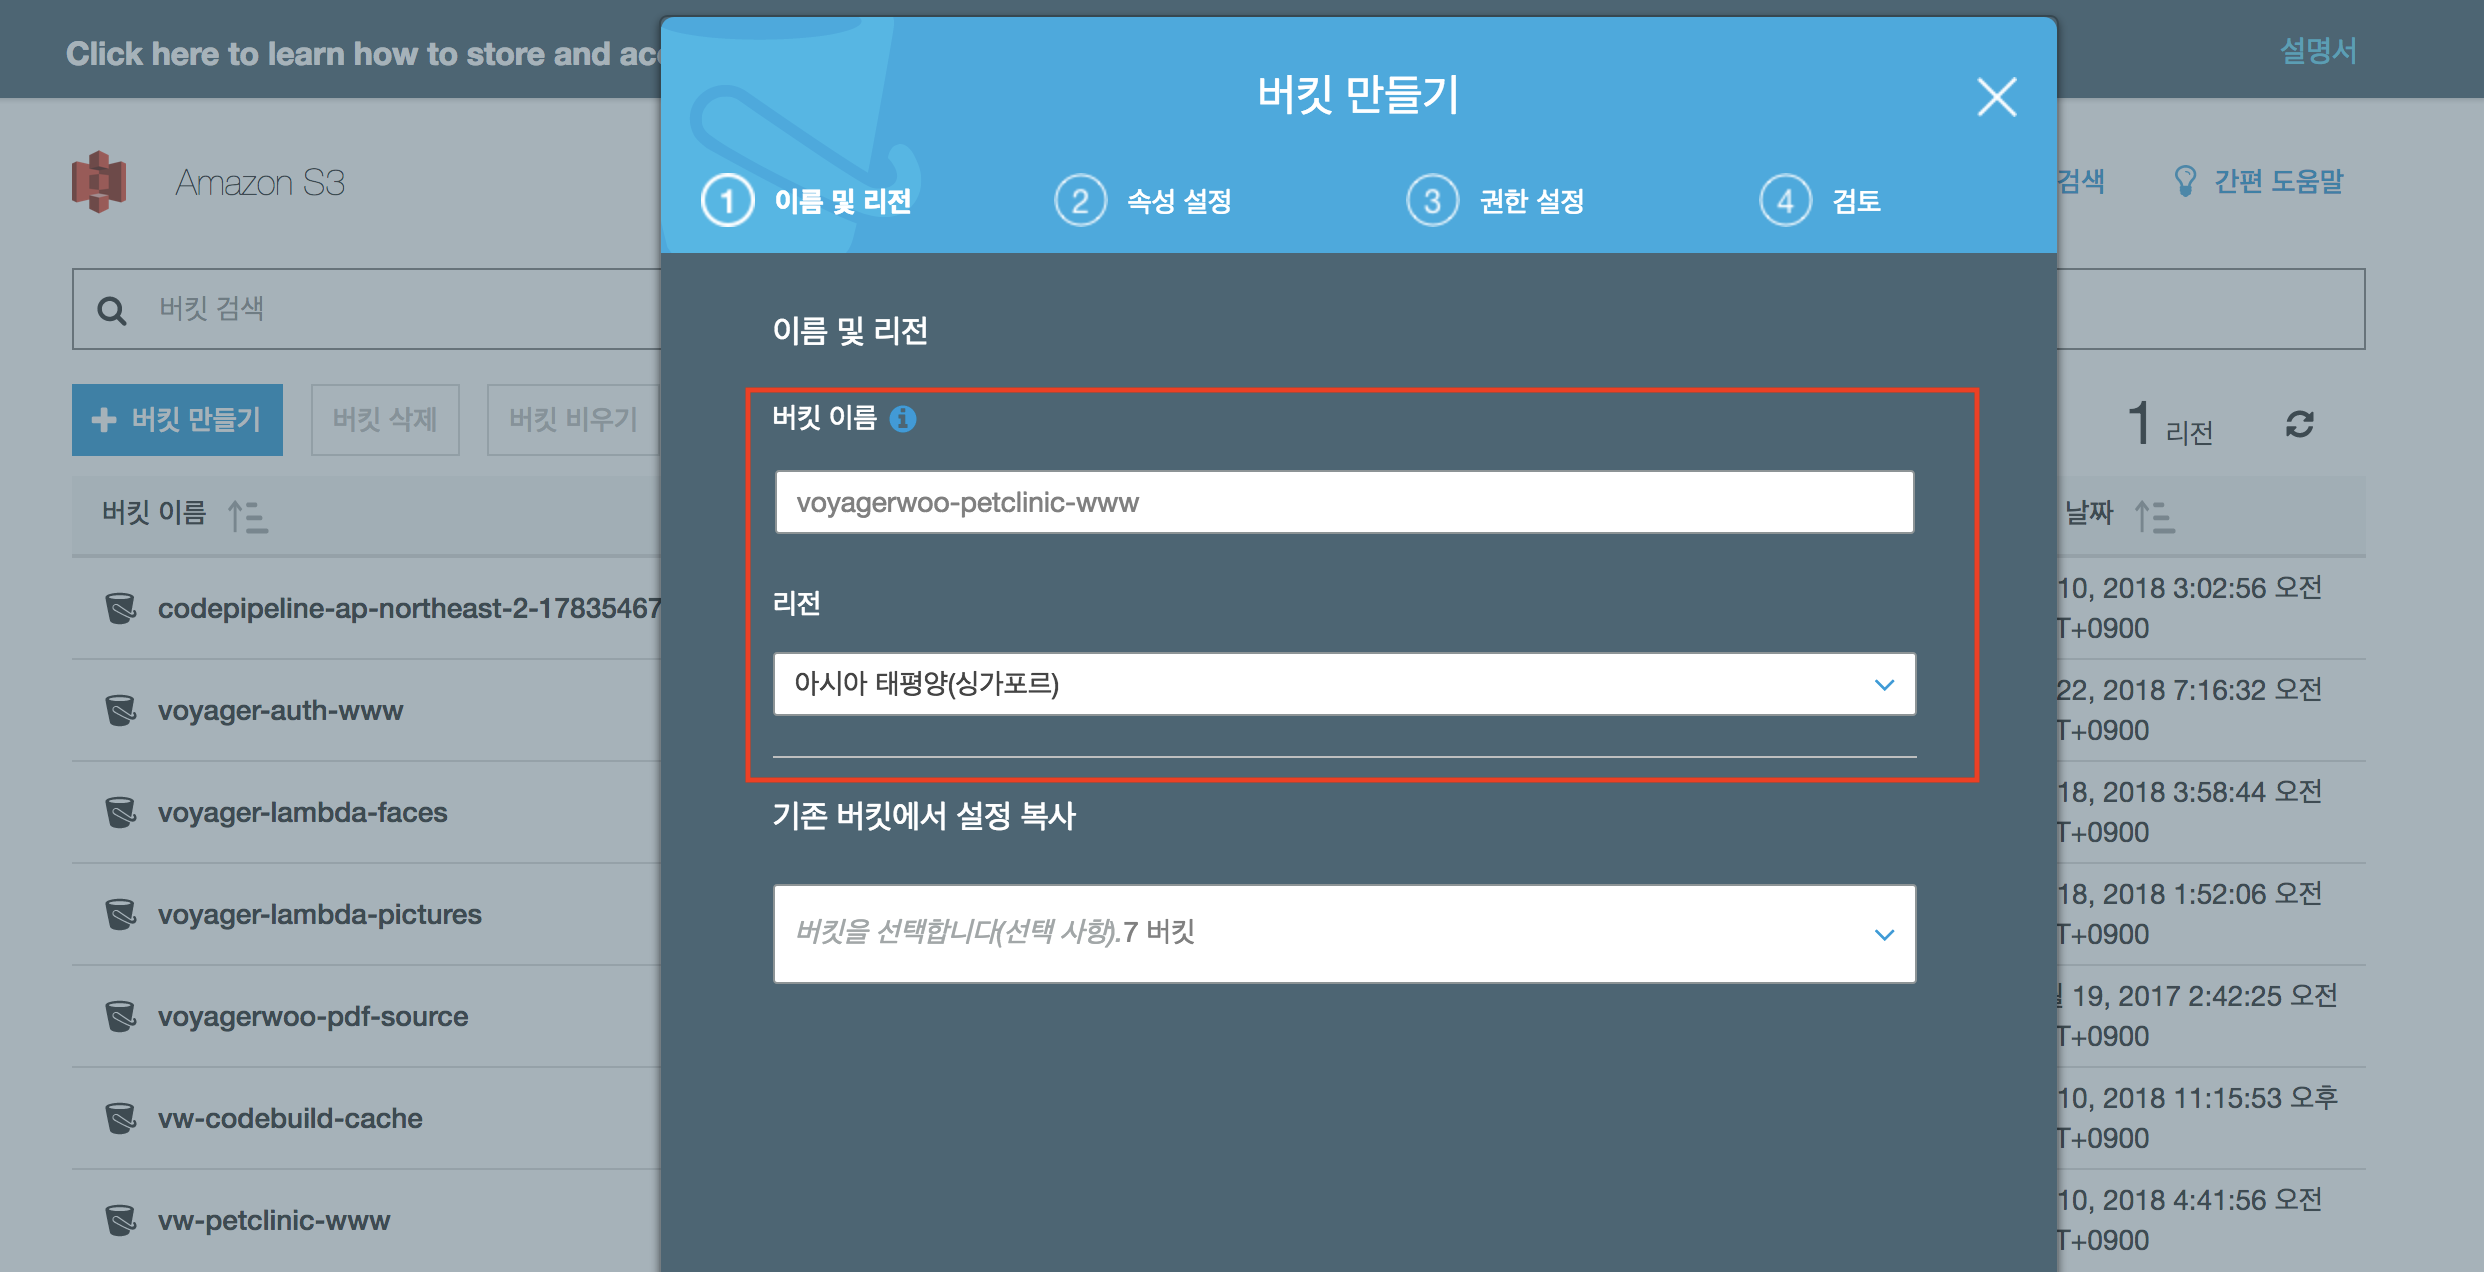 Click here to learn how to store and
설명서
버킷 만들기
1 이름 및 리전
2 속성 설정
3 권한 설정
4 검토
Amazon S3
검색
간편 도움말
버킷 검색
이름 및 리전
+ 버킷 만들기
버킷 삭제
버킷 비우기
1 리전
버킷 이름
voyagerwoo-petclinic-www
리전
아시아 태평양(싱가포르)
기존 버킷에서 설정 복사
버킷을 선택합니다(선택 사항).7 버킷
버킷 이름
날짜
codepipeline-ap-northeast-2-17835467
10, 2018 3:02:56 오전
T+0900
voyager-auth-www
22, 2018 7:16:32 오전
T+0900
voyager-lambda-faces
18, 2018 3:58:44 오전
T+0900
voyager-lambda-pictures
18, 2018 1:52:06 오전
T+0900
voyagerwoo-pdf-source
19, 2017 2:42:25 오전
T+0900
vw-codebuild-cache
10, 2018 11:15:53 오후
T+0900
vw-petclinic-www
10, 2018 4:41:56 오전
T+0900